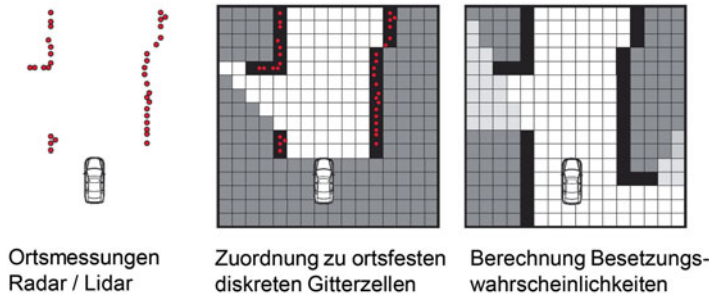 Ortsmessungen
Radar / Lidar
Zuordnung zu ortsfesten
diskreten Gitterzellen
Berechnung Besetzungs-
wahrscheinlichkeiten